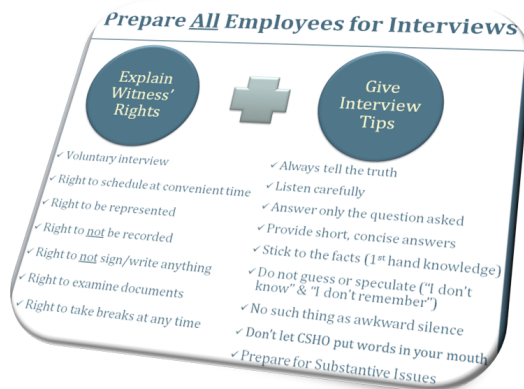 Prepare All Employees for Interviews
Explain
Witness'
Rights
Give
Interview
Tips
✓ Voluntary interview
✓ Right to schedule at convenient time
✓ Right to be represented
✓ Right to not be recorded
✓ Right to not sign/write anything
✓ Right to examine documents
✓ Right to take breaks at any time
✓ Always tell the truth
✓ Listen carefully
✓ Answer only the question asked
✓ Provide short, concise answers
✓ Stick to the facts (1st hand knowledge)
✓ Do not guess or speculate ("I don't
know" & "I don't remember")
✓ No such thing as awkward silence
✓ Don't let CSHO put words in your mouth
✓ Prepare for Substantive Issues